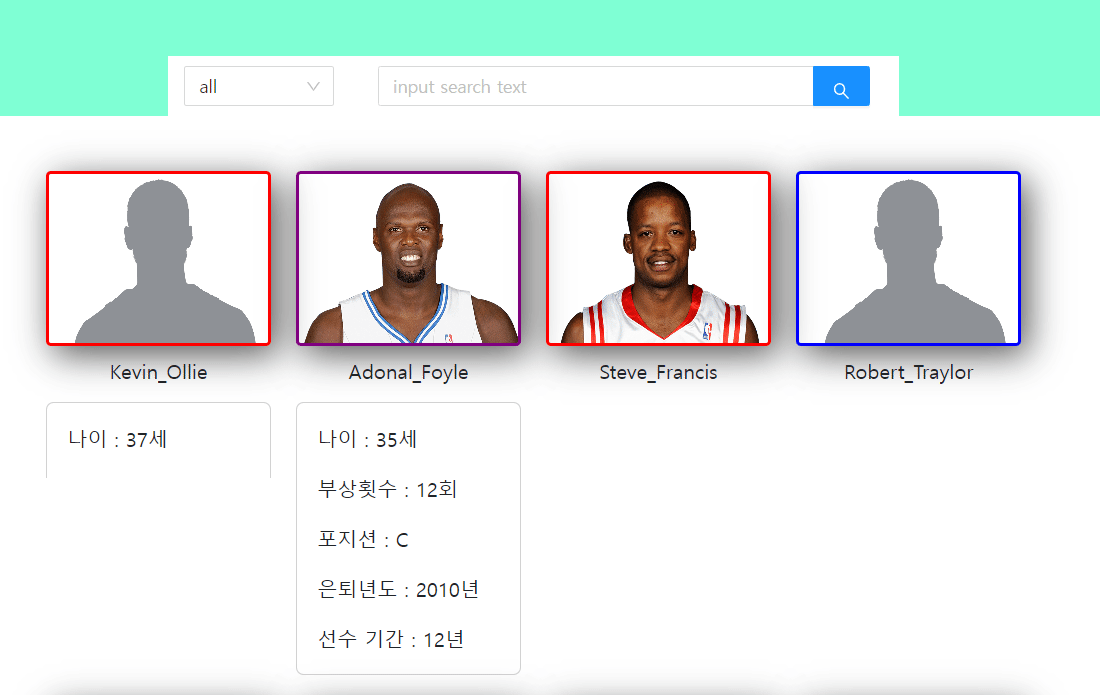 all
input search text
Kevin_Ollie
Adonal_Foyle
Steve_Francis
Robert_Traylor
나이 : 37세
나이 : 35세
부상횟수 : 12회
포지션 : C
은퇴년도 : 2010년
선수 기간 : 12년